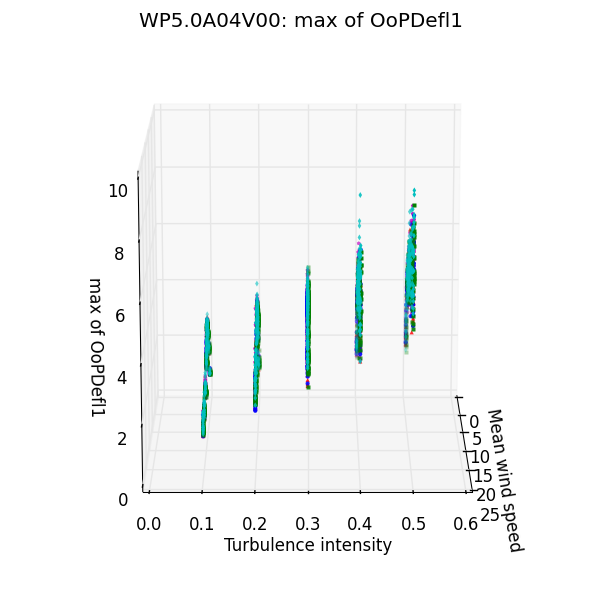 WP5.0A04V00: max of OoPDefl1
10
8
6
4
2
0
max of OoPDefl1
0.0 0.1 0.2 0.3 0.4 0.5 0.6
Turbulence intensity
0
5
10
15
20
25
Mean wind speed